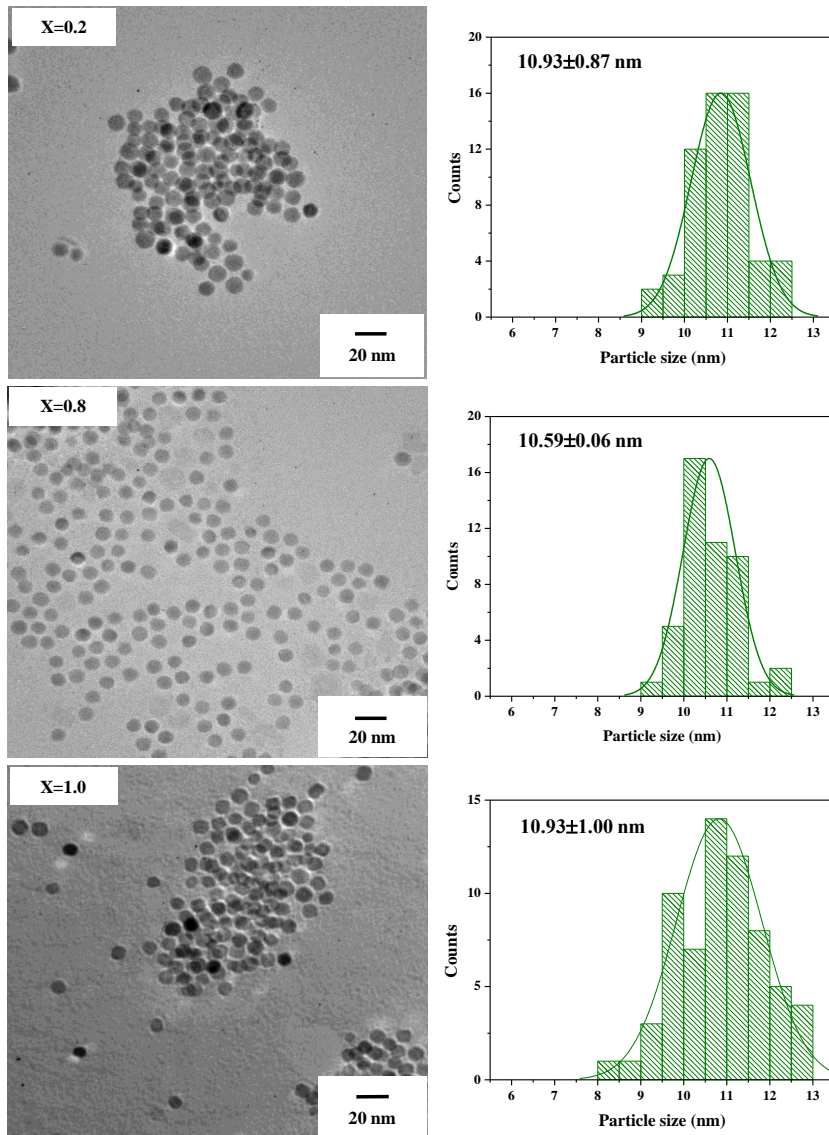 X=0.2
20 nm
10.93±0.87 nm
20
16
12
8
4
0
Counts
6 7 8 9 10 11 12 13
Particle size (nm)
X=0.8
20 nm
10.59±0.06 nm
20
16
12
8
4
0
Counts
6 7 8 9 10 11 12 13
Particle size (nm)
X=1.0
20 nm
10.93±1.00 nm
15
10
5
0
Counts
6 7 8 9 10 11 12 13
Particle size (nm)